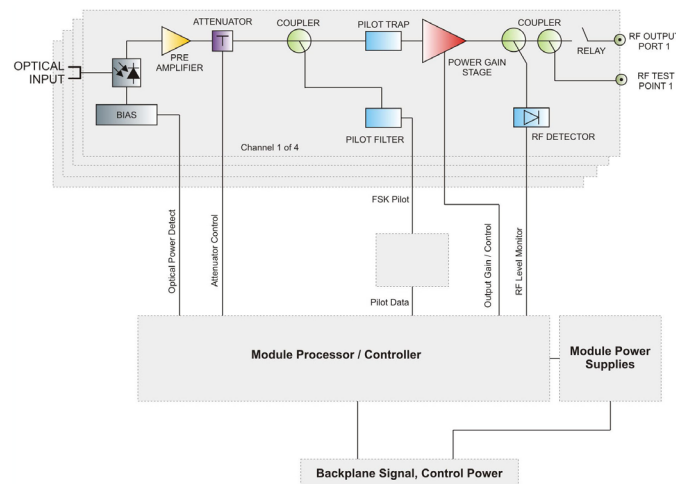 ATTENUATOR
COUPLER
PILOT TRAP
COUPLER
RF OUTPUT
PORT 1
RELAY
PRE
AMPLIFIER
POWER GAIN
STAGE
OPTICAL
INPUT
RF TEST
POINT 1
T
BIAS
PILOT FILTER
RF DETECTOR
Channel 1 of 4
Optical Power Detect
Attenuator Control
FSK Pilot
Pilot Data
Output Gain / Control
RF Level Monitor
Module Processor / Controller
Module Power
Supplies
Backplane Signal, Control Power